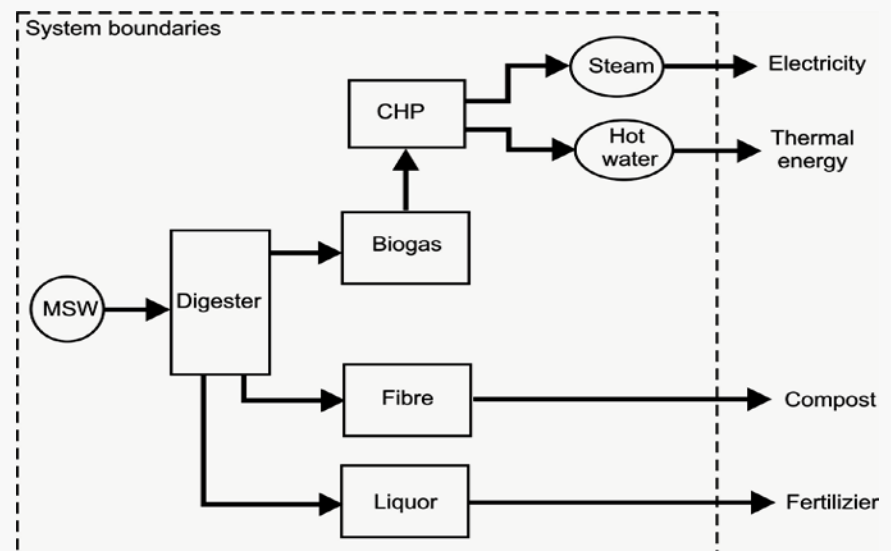 System boundaries
Steam
Electricity
CHP
Hot
water
Thermal
energy
Biogas
MSW
Digester
Fibre
Compost
Liquor
Fertilizier